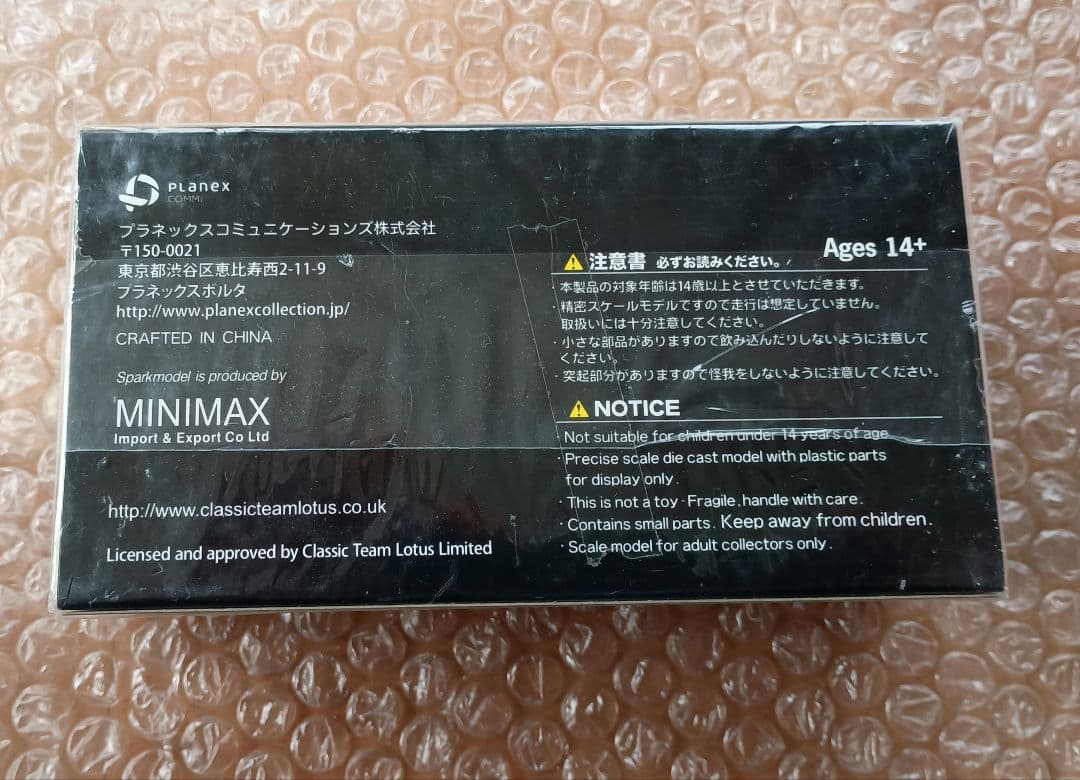 PLANEX
COMM
プラネックスコミュニケーションズ株式会社
〒150-0021
東京都渋谷区恵比寿西2-11-9
プラネックスボルタ
http://www.planexcollection.jp/
CRAFTED IN CHINA
Sparkmodel is produced by
MINIMAX
Import & Export Co Ltd
http://www.classicteamlotus.co.uk
Licensed and approved by Classic Team Lotus Limited
Ages 14+
注意書 必ずお読みください。
・本製品の対象年齢は14歳以上とさせていただきます。
・精密スケールモデルですので走行は想定していません。
取扱いには十分注意してください。
・小さな部品がありますので飲み込んだりしないように注意して
ください。
・突起部分がありますので怪我をしないように注意してください。
NOTICE
・Not suitable for children under 14 years of age
・Precise scale die cast model with plastic parts
for display only.
・This is not a toy - Fragile, handle with care.
・Contains small parts. Keep away from children.
・Scale model for adult collectors only.